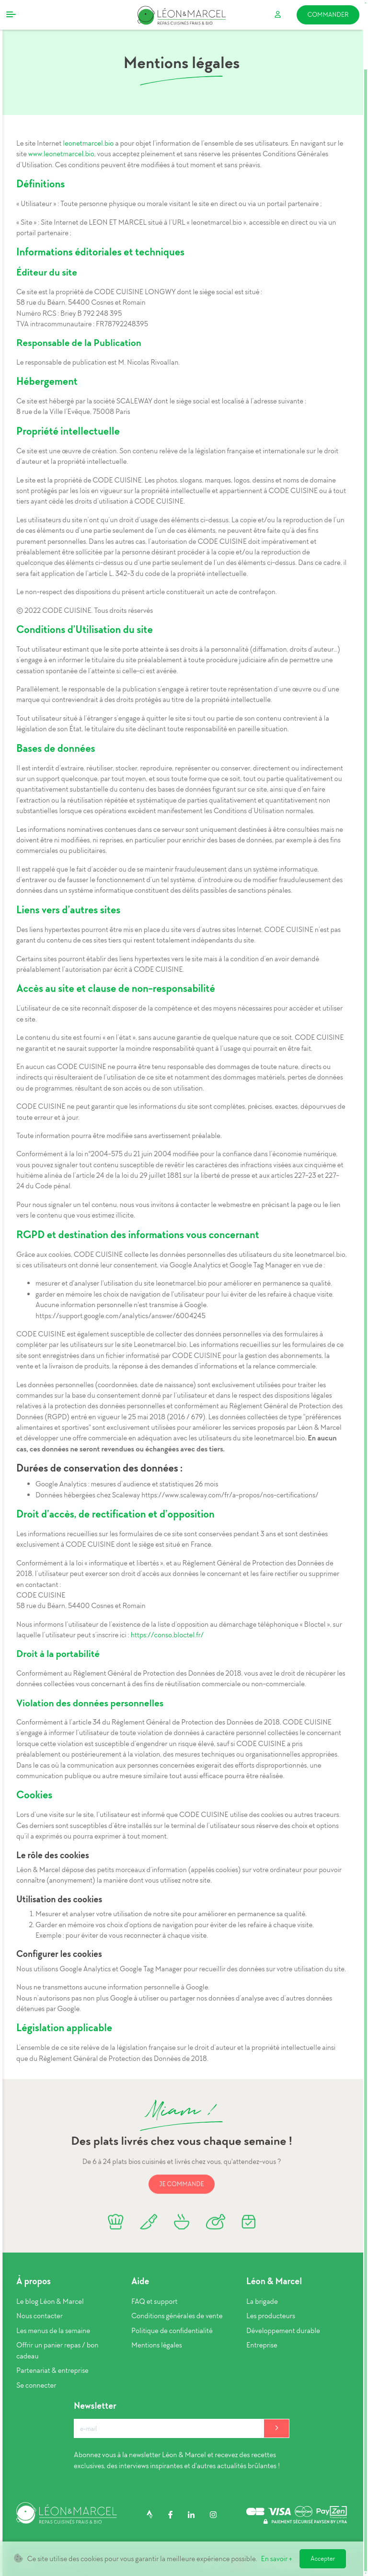 LÉON&MARCEL
REPAS CUISINÉS FRAIS & BIO
COMMANDER
Mentions légales
Le site Internet leonetmarcel.bio a pour objet l'information de l'ensemble de ses utilisateurs. En navigant sur le
site www.leonetmarcel.bio, vous acceptez pleinement et sans réserve les présentes Conditions Générales
d'Utilisation. Ces conditions peuvent être modifiées à tout moment et sans préavis.
Définitions
« Utilisateur » : Toute personne physique ou morale visitant le site en direct ou via un portail partenaire ;
« Site » : Site Internet de LEON ET MARCEL situé à l'URL « leonetmarcel.bio », accessible en direct ou via un
portail partenaire ;
Informations éditoriales et techniques
Éditeur du site
Ce site est la propriété de CODE CUISINE LONGWY dont le siège social est situé :
58 rue du Béarn, 54400 Cosnes et Romain
Numéro RCS : Briey B 792 248 395
TVA intracommunautaire : FR78792248395
Responsable de la Publication
Le responsable de publication est M. Nicolas Rivoallan.
Hébergement
Ce site est hébergé par la société SCALEWAY dont le siège social est localisé à l'adresse suivante :
8 rue de la Ville l'Evêque, 75008 Paris
Propriété intellectuelle
Ce site est une œuvre de création. Son contenu relève de la législation française et internationale sur le droit
d'auteur et la propriété intellectuelle.
Le site est la propriété de CODE CUISINE. Les photos, slogans, marques, logos, dessins et noms de domaine
sont protégés par les lois en vigueur sur la propriété intellectuelle et appartiennent à CODE CUISINE ou à tout
tiers ayant cédé les droits d'utilisation à CODE CUISINE.
Les utilisateurs du site n'ont qu'un droit d'usage des éléments ci-dessus. La copie et/ou la reproduction de l'un
de ces éléments ou d'une partie seulement de l'un de ces éléments, ne peuvent être faite qu'à des fins
uniquement personnelles. Dans les autres cas, l'autorisation de CODE CUISINE doit impérativement et
préalablement être sollicitée par la personne désirant procéder à la copie et/ou la reproduction de
quelconque des éléments ci-dessus ou d'une partie seulement de l'un des éléments ci-dessus. Dans ce cadre, il
sera fait application de l'article L. 342-3 du code de la propriété intellectuelle.
Le non-respect des dispositions du présent article constituerait un acte de contrefaçon.
© 2022 CODE CUISINE. Tous droits réservés
Conditions d'Utilisation du site
Tout utilisateur estimant que le site porte atteinte à ses droits à la personnalité (diffamation, droits d'auteur...)
s'engage à en informer le titulaire du site préalablement à toute demande judiciaire afin de permettre une
cessation spontanée de l'atteinte si celle-ci est avérée.
Parallèlement, le responsable de la publication s'engage à retirer toute mention relative à une œuvre ou d'une
marque qui contreviendrait à des droits protégés au titre de la propriété intellectuelle.
Tout utilisateur situé à l'étranger s'engage à quitter le site si tout ou partie de son contenu contrevient à la
législation de son État, le titulaire du site déclinant toute responsabilité en pareille situation.
Bases de données
Il est interdit d'extraire, réutiliser, stocker, reproduire, représenter ou conserver, directement ou indirectement
sur un support quelconque, par tout moyen, et sous toute forme que ce soit, tout ou partie qualitativement ou
quantitativement substantielle du contenu des bases de données figurant sur ce site, ainsi que d'en faire
l'extraction ou la réutilisation répétée et systématique de parties qualitativement et quantitativement non
substantielles lorsque ces opérations excèdent manifestement les Conditions d'Utilisation normales.
Les informations nominatives contenues dans ce serveur sont uniquement destinées à être consultées mais ne
doivent être ni modifiées, ni utilisées, en particulier pour enrichir des bases de données, par exemple à des fins
commerciales ou publicitaires.
Il est rappelé que le fait d'accéder ou de se maintenir frauduleusement dans un système informatique,
d'entraver ou de fausser le fonctionnement d'un tel système, d'introduire ou de modifier frauduleusement des
données dans un système informatique constituent des délits passibles de sanctions pénales.
Liens vers d'autres sites
Des liens hypertextes pourront être mis en place du site vers d'autres sites Internet. CODE CUISINE n'est pas
garant du contenu de ces sites tiers qui restent totalement indépendants du site.
Certains sites pourront établir des liens hypertextes vers le site mais à la condition d'en avoir demandé
préalablement l'autorisation par écrit à CODE CUISINE.
Accès au site et clause de non-responsabilité
L'utilisateur de ce site reconnaît disposer de la compétence et des moyens nécessaires pour accéder et utiliser
ce site.
Le contenu du site est fourni « en l'état », sans aucune garantie de quelque nature que ce soit. CODE CUISINE
ne garantit et ne saurait supporter la moindre responsabilité quant à l'usage qui pourrait en être fait.
En aucun cas CODE CUISINE ne pourra être tenu responsable des dommages de toute nature, directs ou
indirects qui résulteraient de l'utilisation de ce site et notamment des dommages matériels, pertes de données
ou de programmes, résultant de son accès ou de son utilisation.
CODE CUISINE ne peut garantir que les informations du site sont complètes, précises, exactes, dépourvues de
toute erreur et à jour.
Toute information pourra être modifiée sans avertissement préalable.
Conformément à la loi n°2004-575 du 21 juin 2004 modifiée pour la confiance dans l'économie numérique,
vous pouvez signaler tout contenu susceptible de revêtir les caractères des infractions visées aux cinquième et
huitième alinéa de l'article 24 de la loi du 29 juillet 1881 sur la liberté de presse et aux articles 227-23 et 227-
24 du Code pénal.
Pour nous signaler un tel contenu, nous vous invitons à contacter le webmestre en précisant la page ou le lien
vers le contenu que vous estimez illicite.
RGPD et destination des informations vous concernant
Grâce aux cookies, CODE CUISINE collecte les données personnelles des utilisateurs du site leonetmarcel.bio,
si ces utilisateurs ont donné leur consentement, via Google Analytics et Google Tag Manager en vue de :
mesurer et d'analyser l'utilisation du site leonetmarcel.bio pour améliorer en permanence sa qualité.
garder en mémoire les choix de navigation de l'utilisateur pour lui éviter de les refaire à chaque visite.
Aucune information personnelle n'est transmise à Google.
https://support.google.com/analytics/answer/6004245
CODE CUISINE est également susceptible de collecter des données personnelles via des formulaires à
compléter par les utilisateurs sur le site Leonetmarcel.bio. Les informations recueillies sur les formulaires de ce
site sont enregistrées dans un fichier informatisé par CODE CUISINE pour la gestion des abonnements, la
vente et la livraison de produits, la réponse à des demandes d'informations et la relance commerciale.
Les données personnelles (coordonnées, date de naissance) sont exclusivement utilisées pour traiter les
commandes sur la base du consentement donné par l'utilisateur et dans le respect des dispositions légales
relatives à la protection des données personnelles et conformément au Règlement Général de Protection des
Données (RGPD) entré en vigueur le 25 mai 2018 (2016 / 679). Les données collectées de type "préférences
alimentaires et sportives" sont exclusivement utilisées pour améliorer les services proposés par Léon & Marcel
et développer une offre commerciale en adéquation avec les utilisateurs du site leonetmarcel.bio. En aucun
cas, ces données ne seront revendues ou échangées avec des tiers.
Durées de conservation des données :
Google Analytics : mesures d'audience et statistiques 26 mois
Données hébergées chez Scaleway https://www.scaleway.com/fr/a-propos/nos-certifications/
Droit d'accès, de rectification et d'opposition
Les informations recueillies sur les formulaires de ce site sont conservées pendant 3 ans et sont destinées
exclusivement à CODE CUISINE dont le siège est situé en France.
Conformément à la loi « informatique et libertés », et au Règlement Général de Protection des Données de
2018, l'utilisateur peut exercer son droit d'accès aux données le concernant et les faire rectifier ou supprimer
en contactant :
CODE CUISINE
58 rue du Béarn, 54400 Cosnes et Romain
Nous informons l'utilisateur de l'existence de la liste d'opposition au démarchage téléphonique « Bloctel », sur
laquelle l'utilisateur peut s'inscrire ici : https://conso.bloctel.fr/
Droit à la portabilité
Conformément au Règlement Général de Protection des Données de 2018, vous avez le droit de récupérer les
données collectées vous concernant à des fins de réutilisation commerciale ou non-commerciale.
Violation des données personnelles
Conformément à l'article 34 du Règlement Général de Protection des Données de 2018, CODE CUISINE
s'engage à informer l'utilisateur de toute violation de données à caractère personnel collectées le concernant
lorsque cette violation est susceptible d'engendrer un risque élevé, sauf si CODE CUISINE a pris
préalablement ou postérieurement à la violation, des mesures techniques ou organisationnelles appropriées.
Dans le cas où la communication aux personnes concernées exigerait des efforts disproportionnés, une
communication publique ou autre mesure similaire tout aussi efficace pourra être réalisée.
Cookies
Lors d'une visite sur le site, l'utilisateur est informé que CODE CUISINE utilise des cookies ou autres traceurs.
Ces derniers sont susceptibles d'être installés sur le terminal de l'utilisateur sous réserve des choix et options
qu'il a exprimés ou pourra exprimer à tout moment.
Le rôle des cookies
Léon & Marcel dépose des petits morceaux d'information (appelés cookies) sur votre ordinateur pour pouvoir
connaître (anonymement) la manière dont vous utilisez notre site.
Utilisation des cookies
1. Mesurer et analyser votre utilisation de notre site pour améliorer en permanence sa qualité.
2. Garder en mémoire vos choix d'options de navigation pour éviter de les refaire à chaque visite.
Exemple : pour éviter de vous reconnecter à chaque visite.
Configurer les cookies
Nous utilisons Google Analytics et Google Tag Manager pour recueillir des données sur votre utilisation du site.
Nous ne transmettons aucune information personnelle à Google.
Nous n'autorisons pas non plus Google à utiliser ou partager nos données d'analyse avec d'autres données
détenues par Google.
Législation applicable
L'ensemble de ce site relève de la législation française sur le droit d'auteur et la propriété intellectuelle ainsi
que du Règlement Général de Protection des Données de 2018.
Miam !
Des plats livrés chez vous chaque semaine !
De 6 à 24 plats bios cuisinés et livrés chez vous, qu'attendez-vous ?
JE COMMANDE
À propos
Le blog Léon & Marcel
Nous contacter
Les menus de la semaine
Offrir un panier repas / bon
cadeau
Partenariat & entreprise
Se connecter
Aide
FAQ et support
Conditions générales de vente
Politique de confidentialité
Mentions légales
Léon & Marcel
La brigade
Les producteurs
Développement durable
Entreprise
Newsletter
e-mail
Abonnez vous à la newsletter Léon & Marcel et recevez des recettes
exclusives, des interviews inspirantes et d'autres actualités brûlantes !
LÉON&MARCEL
REPAS CUISINÉS FRAIS & BIO
VISA
PayZen
PAIEMENT SÉCURISÉ PAYZEN BY LYRA
Ce site utilise des cookies pour vous garantir la meilleure expérience possible. En savoir +
Accepter